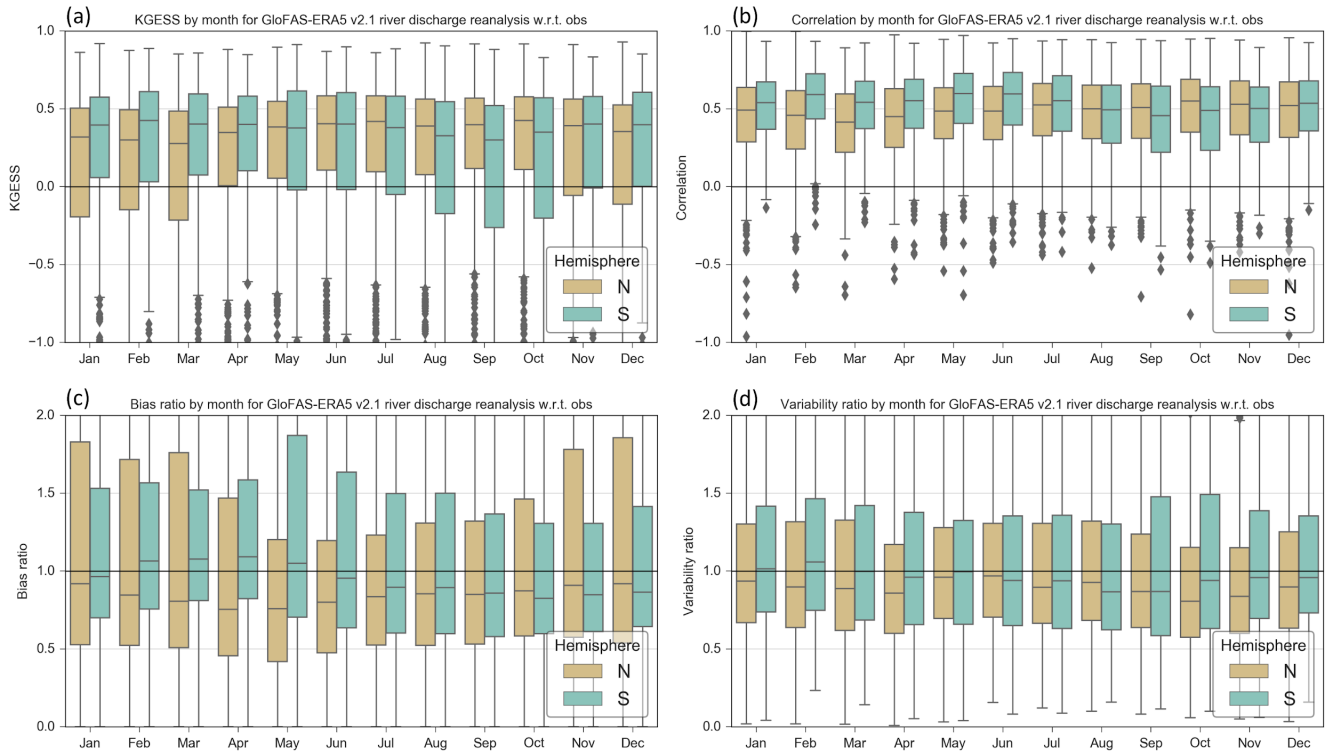 (a)
KGESS by month for GloFAS-ERA5 v2.1 river discharge reanalysis w.r.t. obs
1.0
0.5
0.0
−0.5
−1.0
KGESS
Hemisphere
N
S
Jan Feb Mar Apr May Jun Jul Aug Sep Oct Nov Dec
(b)
Correlation by month for GloFAS-ERA5 v2.1 river discharge reanalysis w.r.t. obs
1.0
0.5
0.0
−0.5
−1.0
Correlation
Hemisphere
N
S
Jan Feb Mar Apr May Jun Jul Aug Sep Oct Nov Dec
(c)
Bias ratio by month for GloFAS-ERA5 v2.1 river discharge reanalysis w.r.t. obs
2.0
1.5
1.0
0.5
0.0
Bias ratio
Hemisphere
N
S
Jan Feb Mar Apr May Jun Jul Aug Sep Oct Nov Dec
(d)
Variability ratio by month for GloFAS-ERA5 v2.1 river discharge reanalysis w.r.t. obs
2.0
1.5
1.0
0.5
0.0
Variability ratio
Hemisphere
N
S
Jan Feb Mar Apr May Jun Jul Aug Sep Oct Nov Dec